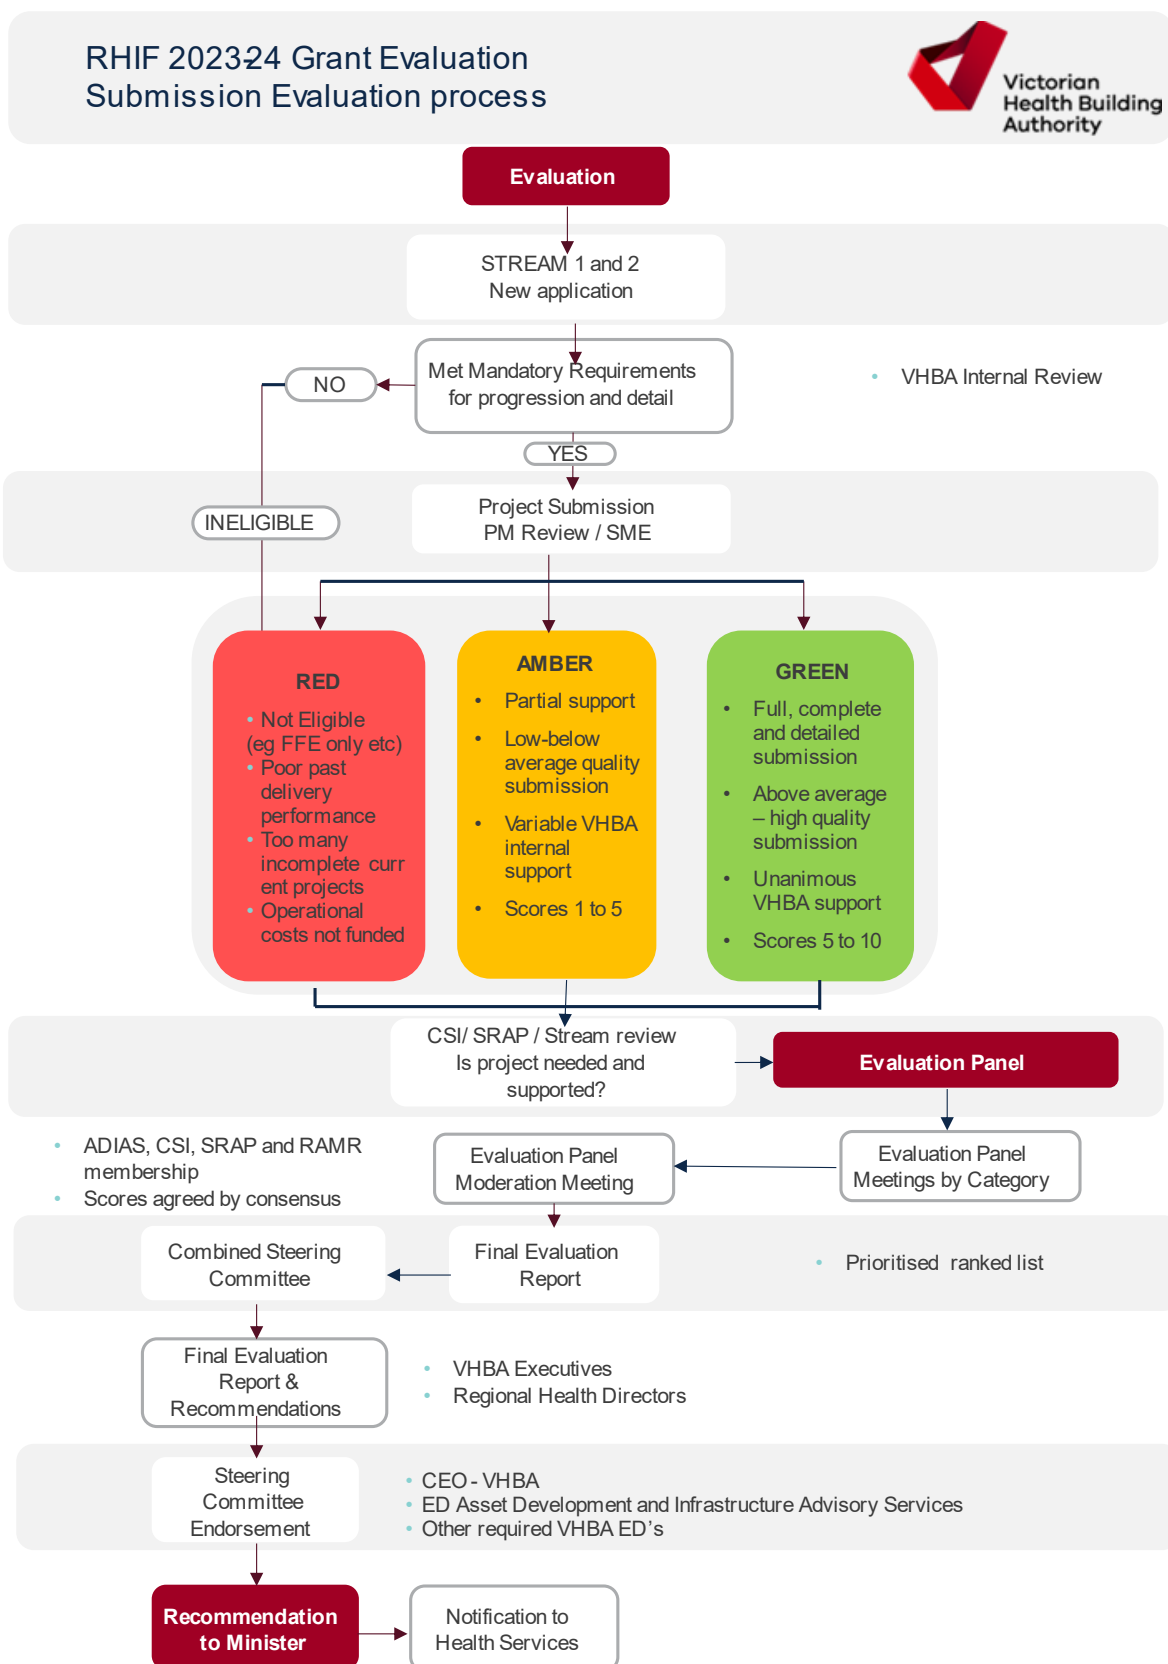 RHIF 2023-24 Grant Evaluation
Submission Evaluation process
Victorian
Health Building
Authority
Evaluation
STREAM 1 and 2
New application
NO
Met Mandatory Requirements
for progression and detail
• VHBA Internal Review
YES
INELIGIBLE
Project Submission
PM Review / SME
RED
• Not Eligible
(eg FFE only etc)
• Poor past
delivery
performance
• Too many
incomplete curr
ent projects
• Operational
costs not funded
AMBER
• Partial support
• Low-below
average quality
submission
• Variable VHBA
internal
support
• Scores 1 to 5
GREEN
• Full, complete
and detailed
submission
• Above average
– high quality
submission
• Unanimous
VHBA support
• Scores 5 to 10
CSI/ SRAP / Stream review
Is project needed and
supported?
Evaluation Panel
• ADIAS, CSI, SRAP and RAMR
membership
• Scores agreed by consensus
Evaluation Panel
Moderation Meeting
Evaluation Panel
Meetings by Category
Combined Steering
Committee
Final Evaluation
Report
• Prioritised ranked list
Final Evaluation
Report &
Recommendations
• VHBA Executives
• Regional Health Directors
Steering
Committee
Endorsement
• CEO - VHBA
• ED Asset Development and Infrastructure Advisory Services
• Other required VHBA ED’s
Recommendation
to Minister
Notification to
Health Services